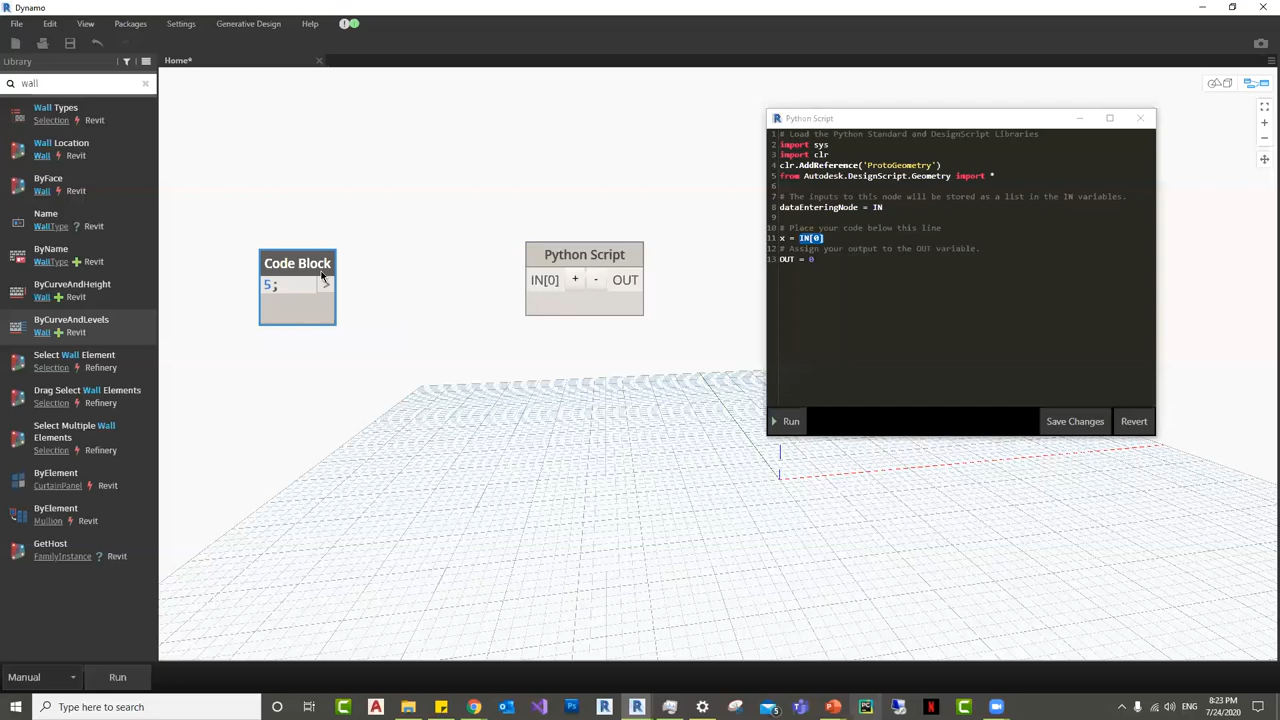 Dynamo
File Edit View Packages Settings Generative Design Help
Library
Home*
wall
Wall Types
Selection Revit
Wall Location
Wall Revit
ByFace
Wall Revit
Name
WallType ? Revit
ByName
WallType Revit
ByCurveAndHeight
Wall Revit
ByCurveAndLevels
Wall Revit
Select Wall Element
Selection Refinery
Drag Select Wall Elements
Selection Refinery
Select Multiple Wall
Elements
Selection Refinery
ByElement
CurtainPanel Revit
ByElement
Mullion Revit
GetHost
FamilyInstance ? Revit
Code Block
5; >
Python Script
IN[0] + - OUT
Python Script
1 # Load the Python Standard and DesignScript Libraries
2 import sys
3 import clr
4 clr.AddReference('ProtoGeometry')
5 from Autodesk.DesignScript.Geometry import *
6
7 # The inputs to this node will be stored as a list in the IN variables.
8 dataEnteringNode = IN
9
10 # Place your code below this line
11 x = IN[0]
12 # Assign your output to the OUT variable.
13 OUT = 0
Run Save Changes Revert
Manual Run
Type here to search
ENG
8:23 PM
7/24/2020